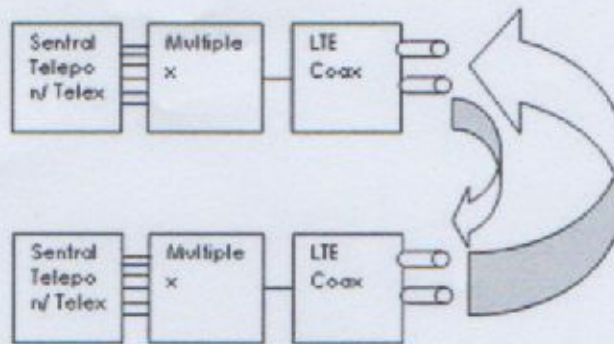 Sentral
Telepo
n/ Telex
Multiple
x
LTE
Coax
Sentral
Telepo
n/ Telex
Multiple
x
LTE
Coax